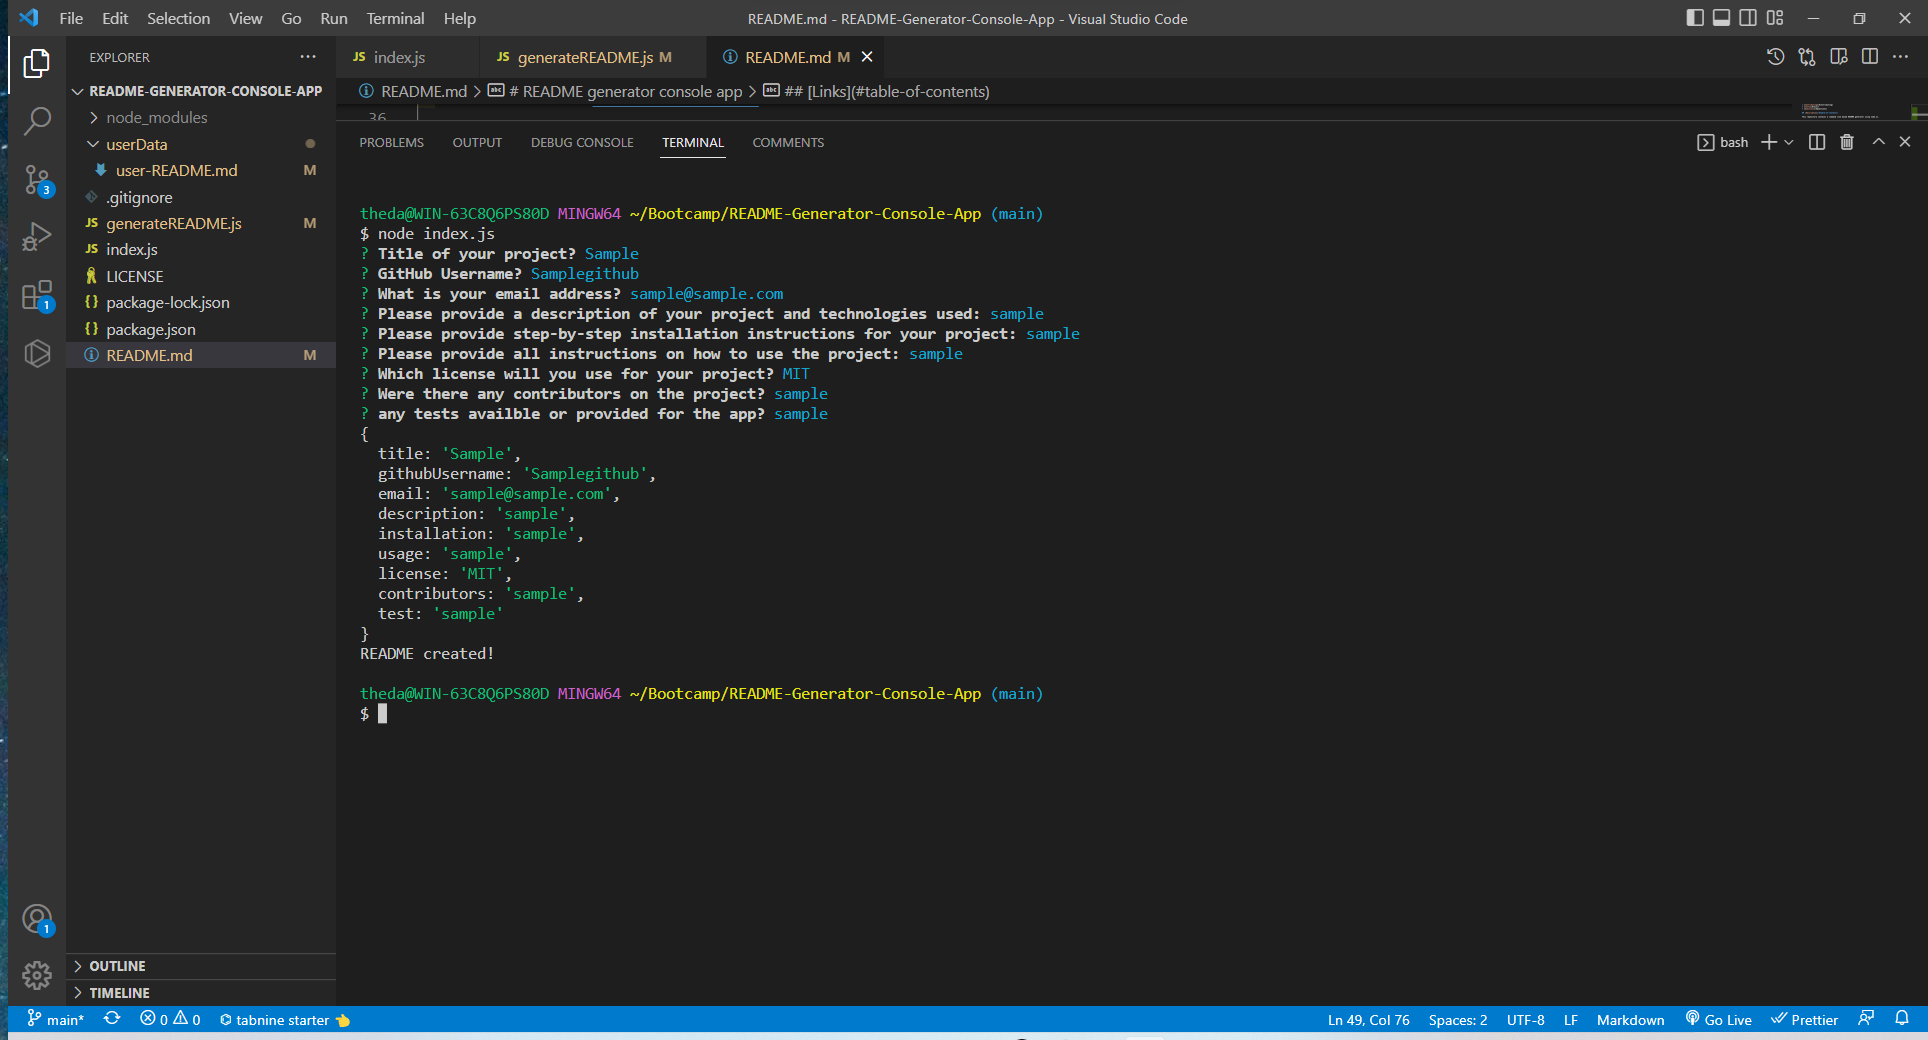 File Edit Selection View Go Run Terminal Help
README.md - README-Generator-Console-App - Visual Studio Code
EXPLORER
JS index.js
JS generateREADME.js M
README.md M
README-GENERATOR-CONSOLE-APP
README.md > # README generator console app > ## [Links](#table-of-contents)
node_modules
userData
user-README.md M
.gitignore
JS generateREADME.js M
JS index.js
LICENSE
{} package-lock.json
{} package.json
README.md M
36
PROBLEMS OUTPUT DEBUG CONSOLE TERMINAL COMMENTS
bash
theda@WIN-63C8Q6PS80D MINGW64 ~/Bootcamp/README-Generator-Console-App (main)
$ node index.js
? Title of your project? Sample
? GitHub Username? Samplegithub
? What is your email address? sample@sample.com
? Please provide a description of your project and technologies used: sample
? Please provide step-by-step installation instructions for your project: sample
? Please provide all instructions on how to use the project: sample
? Which license will you use for your project? MIT
? Were there any contributors on the project? sample
? any tests availble or provided for the app? sample
{
title: 'Sample',
githubUsername: 'Samplegithub',
email: 'sample@sample.com',
description: 'sample',
installation: 'sample',
usage: 'sample',
license: 'MIT',
contributors: 'sample',
test: 'sample'
}
README created!
theda@WIN-63C8Q6PS80D MINGW64 ~/Bootcamp/README-Generator-Console-App (main)
$
3
1
1
OUTLINE
TIMELINE
main* 0 0 tabnine starter
Ln 49, Col 76 Spaces: 2 UTF-8 LF Markdown Go Live Prettier